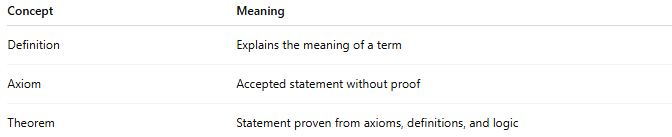 Concept Meaning
Definition Explains the meaning of a term
Axiom Accepted statement without proof
Theorem Statement proven from axioms, definitions, and logic